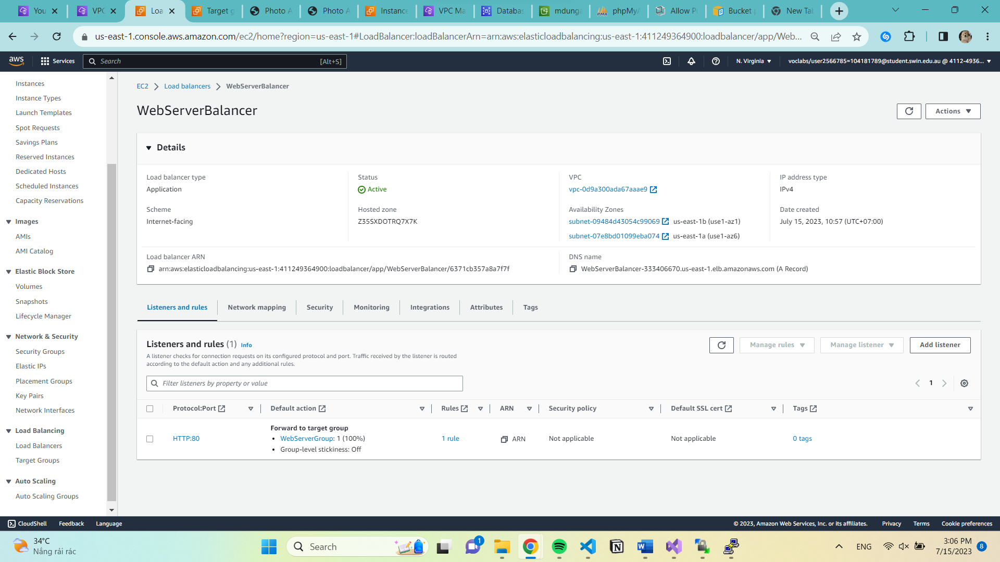 You
VPC
Loa
Target g
Photo A
Photo A
Instance
VPC Ma
Databas
mdunga
phpMyA
Allow Pu
Bucket p
New Tab
us-east-1.console.aws.amazon.com/ec2/home?region=us-east-1#LoadBalancer:loadBalancerArn=arn:aws:elasticloadbalancing:us-east-1:411249364900:loadbalancer/app/Web...
aws
Services
Search
[Alt+S]
N. Virginia
voclabs/user2566785=104181789@student.swin.edu.au @ 4112-4936...
Instances
Instance Types
Launch Templates
Spot Requests
Savings Plans
Reserved Instances
Dedicated Hosts
Scheduled Instances
Capacity Reservations
Images
AMIs
AMI Catalog
Elastic Block Store
Volumes
Snapshots
Lifecycle Manager
Network & Security
Security Groups
Elastic IPs
Placement Groups
Key Pairs
Network Interfaces
Load Balancing
Load Balancers
Target Groups
Auto Scaling
Auto Scaling Groups
EC2 > Load balancers > WebServerBalancer
WebServerBalancer
Actions
Details
Load balancer type
Application
Status
Active
VPC
vpc-0d9a300ada67aaae9
IP address type
IPv4
Scheme
Internet-facing
Hosted zone
Z35SXDOTRQ7X7K
Availability Zones
subnet-09484d43054c99069 us-east-1b (use1-az1)
subnet-07e8bd01099eba074 us-east-1a (use1-az6)
Date created
July 15, 2023, 10:57 (UTC+07:00)
Load balancer ARN
arn:aws:elasticloadbalancing:us-east-1:411249364900:loadbalancer/app/WebServerBalancer/6371cb357a8a7f7f
DNS name
WebServerBalancer-333406670.us-east-1.elb.amazonaws.com (A Record)
Listeners and rules
Network mapping
Security
Monitoring
Integrations
Attributes
Tags
Listeners and rules (1) Info
A listener checks for connection requests on its configured protocol and port. Traffic received by the listener is routed
according to the default action and any additional rules.
Manage rules
Manage listener
Add listener
Filter listeners by property or value
1
Protocol:Port
Default action
Rules
ARN
Security policy
Default SSL cert
Tags
HTTP:80
Forward to target group
• WebServerGroup: 1 (100%)
• Group-level stickiness: Off
1 rule
ARN
Not applicable
Not applicable
0 tags
CloudShell
Feedback
Language
© 2023, Amazon Web Services, Inc. or its affiliates.
Privacy
Terms
Cookie preferences
34°C
Nắng rải rác
Search
1
ENG
3:06 PM
7/15/2023
8